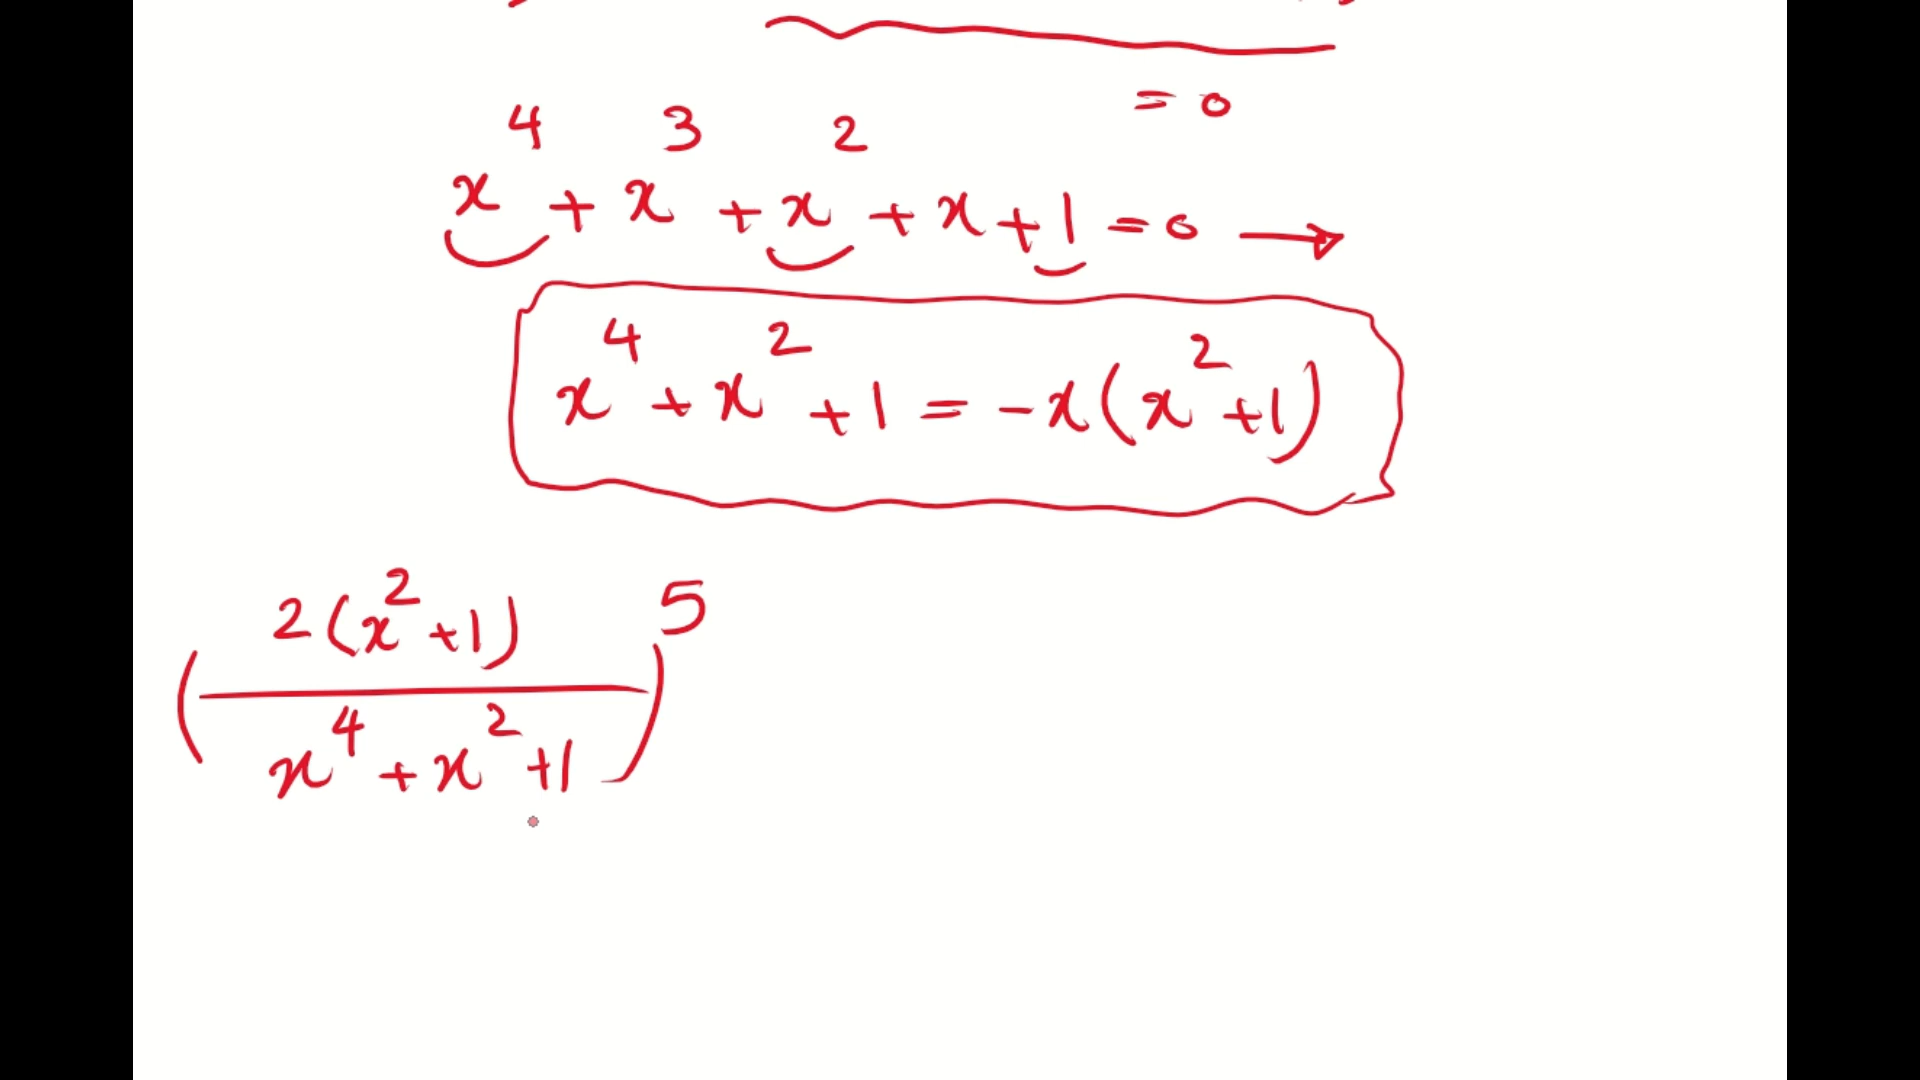 = 0
x⁴ + x³ + x² + x + 1 = 0 →
x⁴ + x² + 1 = -x(x² + 1)
(2(x² + 1) / x⁴ + x² + 1)⁵